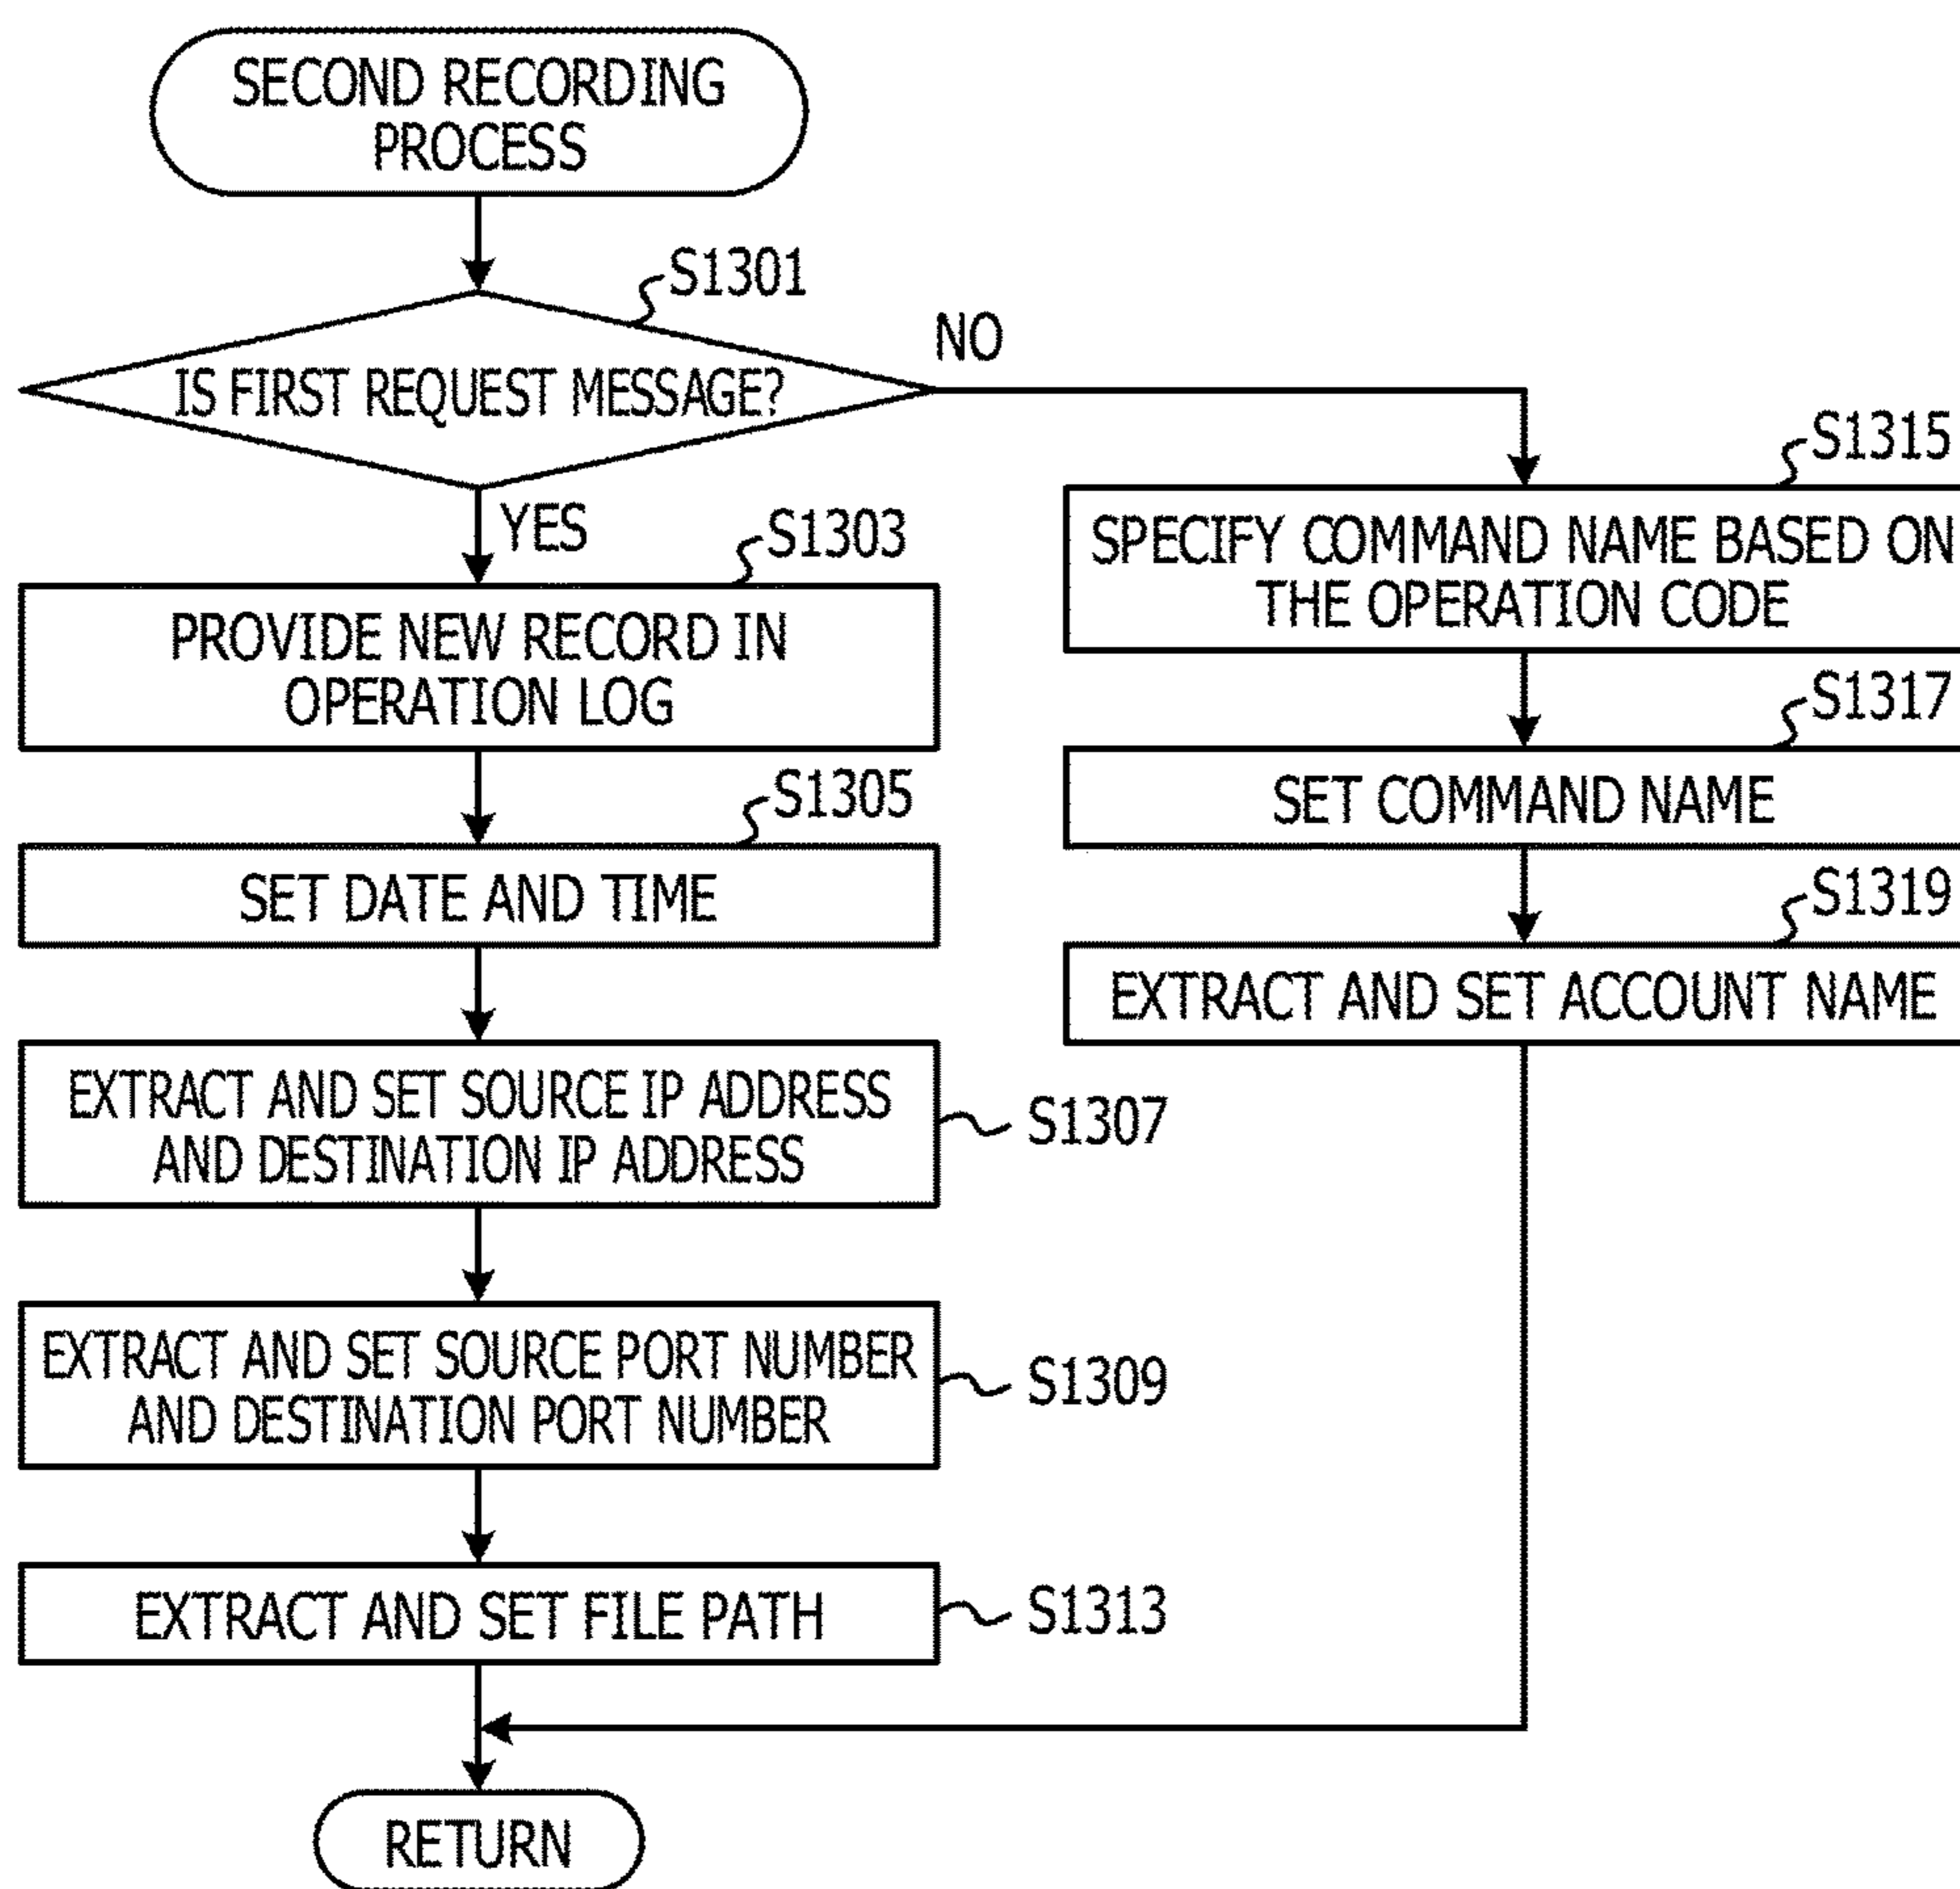 SECOND RECORDING
PROCESS
S1301
IS FIRST REQUEST MESSAGE?
NO
YES
S1303
PROVIDE NEW RECORD IN
OPERATION LOG
S1305
SET DATE AND TIME
EXTRACT AND SET SOURCE IP ADDRESS
AND DESTINATION IP ADDRESS
S1307
EXTRACT AND SET SOURCE PORT NUMBER
AND DESTINATION PORT NUMBER
S1309
EXTRACT AND SET FILE PATH
S1313
S1315
SPECIFY COMMAND NAME BASED ON
THE OPERATION CODE
S1317
SET COMMAND NAME
S1319
EXTRACT AND SET ACCOUNT NAME
RETURN